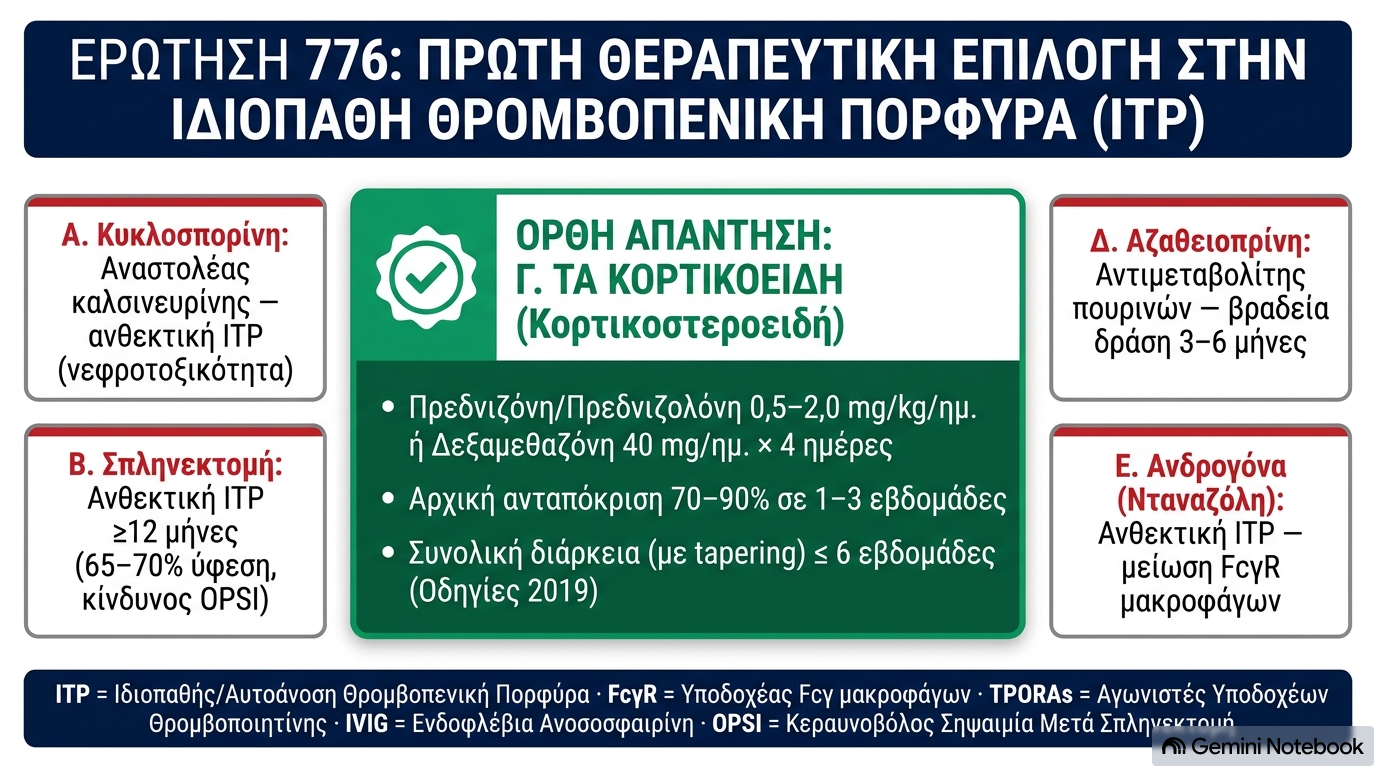 ΕΡΩΤΗΣΗ 776: ΠΡΩΤΗ ΘΕΡΑΠΕΥΤΙΚΗ ΕΠΙΛΟΓΗ ΣΤΗΝ
ΙΔΙΟΠΑΘΗ ΘΡΟΜΒΟΠΕΝΙΚΗ ΠΟΡΦΥΡΑ (ITP)
Α. Κυκλοσπορίνη:
Αναστολέας
καλσινευρίνης —
ανθεκτική ITP
(νεφροτοξικότητα)
Β. Σπληνεκτομή:
Ανθεκτική ITP
≥12 μήνες
(65–70% ύφεση,
κίνδυνος OPSI)
ΟΡΘΗ ΑΠΑΝΤΗΣΗ:
Γ. ΤΑ ΚΟΡΤΙΚΟΕΙΔΗ
(Κορτικοστεροειδή)
• Πρεδνιζόνη/Πρεδνιζολόνη 0,5–2,0 mg/kg/ημ.
ή Δεξαμεθαζόνη 40 mg/ημ. × 4 ημέρες
• Αρχική ανταπόκριση 70–90% σε 1–3 εβδομάδες
• Συνολική διάρκεια (με tapering) ≤ 6 εβδομάδες
(Οδηγίες 2019)
Δ. Αζαθειοπρίνη:
Αντιμεταβολίτης
πουρινών — βραδεία
δράση 3–6 μήνες
Ε. Ανδρογόνα
(Νταναζόλη):
Ανθεκτική ITP —
μείωση FcγR
μακροφάγων
ITP = Ιδιοπαθής/Αυτοάνοση Θρομβοπενική Πορφύρα · FcγR = Υποδοχέας Fcγ μακροφάγων · TPORAs = Αγωνιστές Υποδοχέων
Θρομβοποιητίνης · IVIG = Ενδοφλέβια Ανοσοσφαιρίνη · OPSI = Κεραυνοβόλος Σηψαιμία Μετά Σπληνεκτομή
Gemini Notebook